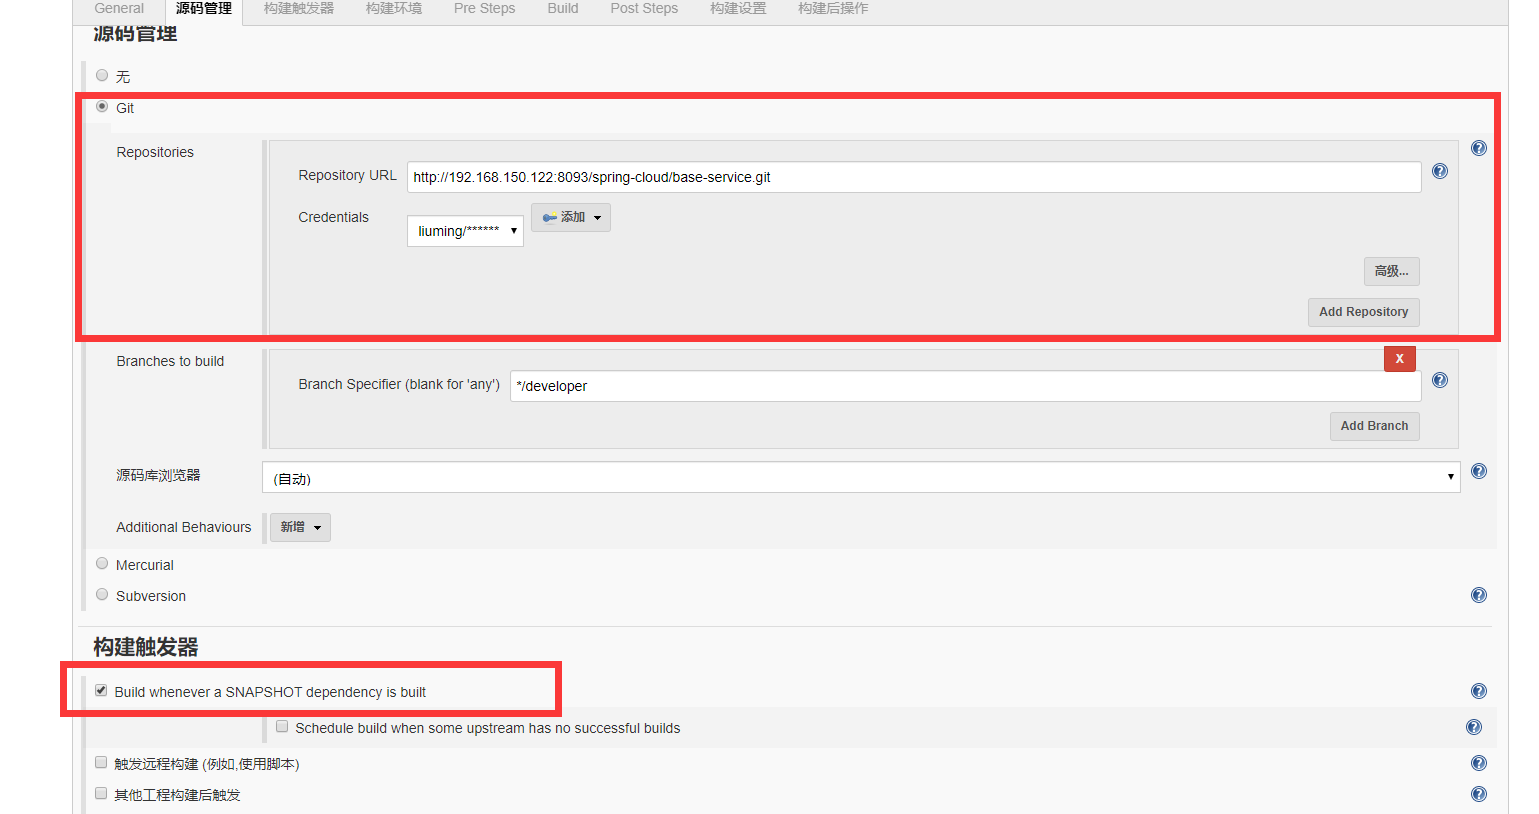 General 源码管理 构建触发器 构建环境 Pre Steps Build Post Steps 构建设置 构建后操作
源码管理
无
Git
Repositories
Repository URL http://192.168.150.122:8093/spring-cloud/base-service.git
Credentials
liuming/****** 添加
高级...
Add Repository
Branches to build
X
Branch Specifier (blank for 'any') */developer
Add Branch
源码库浏览器 (自动)
Additional Behaviours 新增
Mercurial
Subversion
构建触发器
Build whenever a SNAPSHOT dependency is built
Schedule build when some upstream has no successful builds
触发远程构建 (例如,使用脚本)
其他工程构建后触发